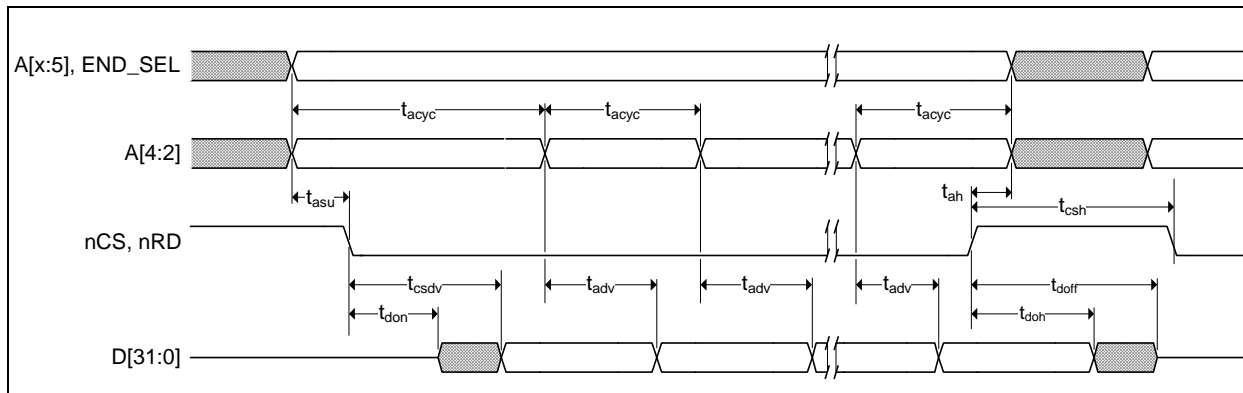 A[x:5], END_SEL
tacyc tacyc tacyc
A[4:2]
tasu tah
tcsh
nCS, nRD
tcsdv tadv tadv tadv tdoff
tdon tdoh
D[31:0]